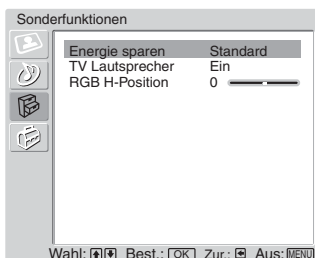 Sonderfunktionen
Energie sparen Standard
TV Lautsprecher Ein
RGB H-Position 0
Wahl: Best.: OK Zur.: Aus: MENU